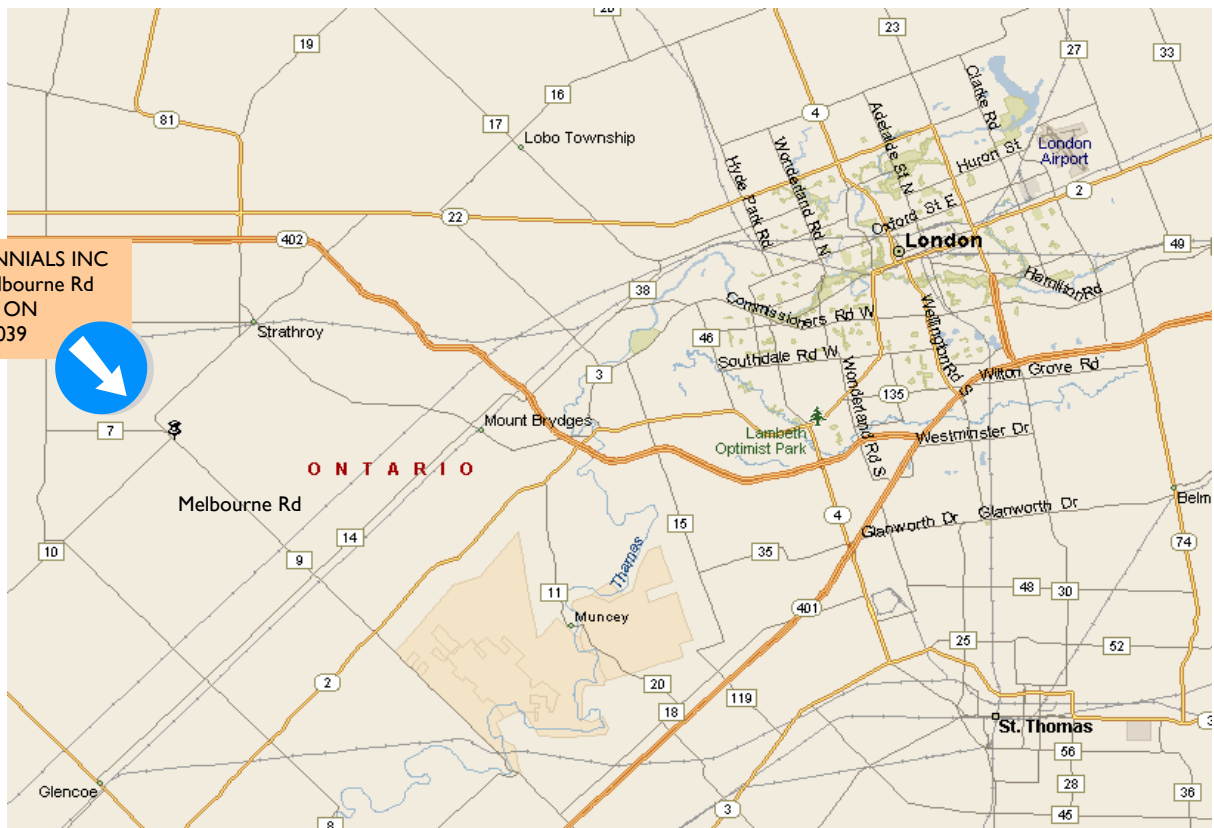 20
19
23
27
33
16
81
4
17
Lobo Township
Clarke Rd
Adelaide St N
Huron St
London
Airport
Wonderland Rd N
Hyde Park Rd
2
22
Oxford St E
402
London
49
NNIALS INC
lbourne Rd
ON
039
38
Hamilton Rd
Commissioners Rd W
Strathroy
46
Southdale Rd W
Wellington Rd S
Wilton Grove Rd
3
135
Wonderland Rd S
7
Mount Brydges
Lambeth
Optimist Park
Westminster Dr
ONTARIO
Melbourne Rd
Belm
4
Glanworth Dr
Glanworth Dr
15
14
10
35
74
9
Thames
48
30
11
401
Muncey
25
52
2
20
119
18
St. Thomas
3
56
Glencoe
28
36
3
45
8